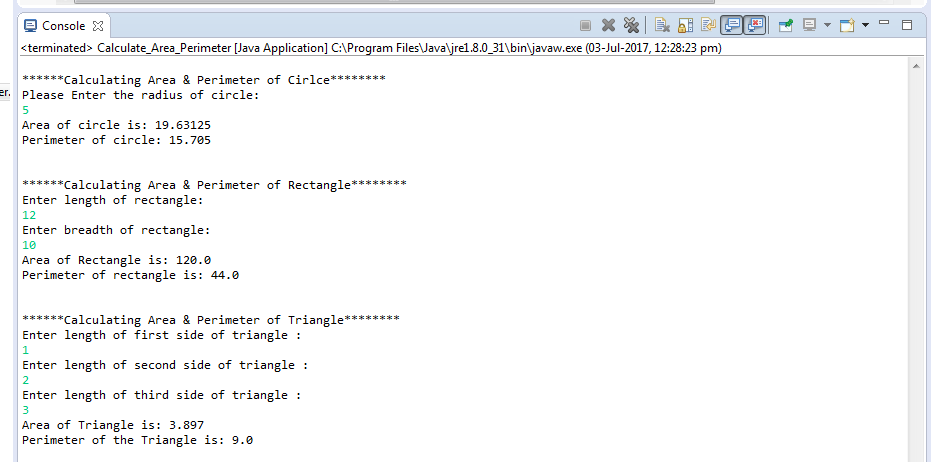 Console
<terminated> Calculate_Area_Perimeter [Java Application] C:\Program Files\Java\jre1.8.0_31\bin\javaw.exe (03-Jul-2017, 12:28:23 pm)
er.
******Calculating Area & Perimeter of Cirlce********
Please Enter the radius of circle:
5
Area of circle is: 19.63125
Perimeter of circle: 15.705
******Calculating Area & Perimeter of Rectangle********
Enter length of rectangle:
12
Enter breadth of rectangle:
10
Area of Rectangle is: 120.0
Perimeter of rectangle is: 44.0
******Calculating Area & Perimeter of Triangle********
Enter length of first side of triangle :
1
Enter length of second side of triangle :
2
Enter length of third side of triangle :
3
Area of Triangle is: 3.897
Perimeter of the Triangle is: 9.0